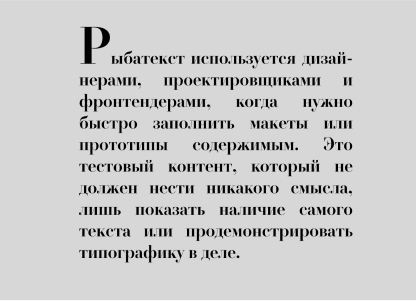 Рыбатекст используется дизай-
нерами, проектировщиками и
фронтендерами, когда нужно
быстро заполнить макеты или
прототипы содержимым. Это
тестовый контент, который не
должен нести никакого смысла,
лишь показать наличие самого
текста или продемонстрировать
типографику в деле.